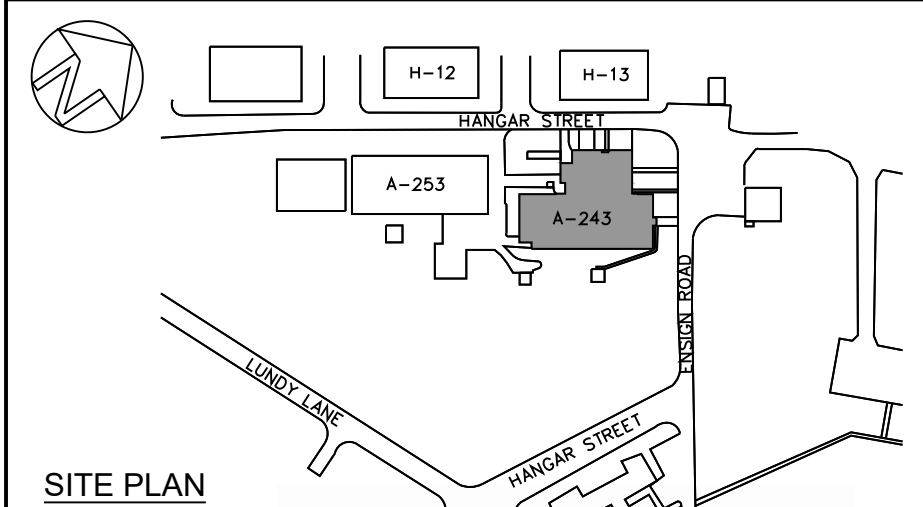 H-12
H-13
HANGAR STREET
A-253
A-243
ENSIGN ROAD
LUNDY LANE
HANGAR STREET
SITE PLAN
N